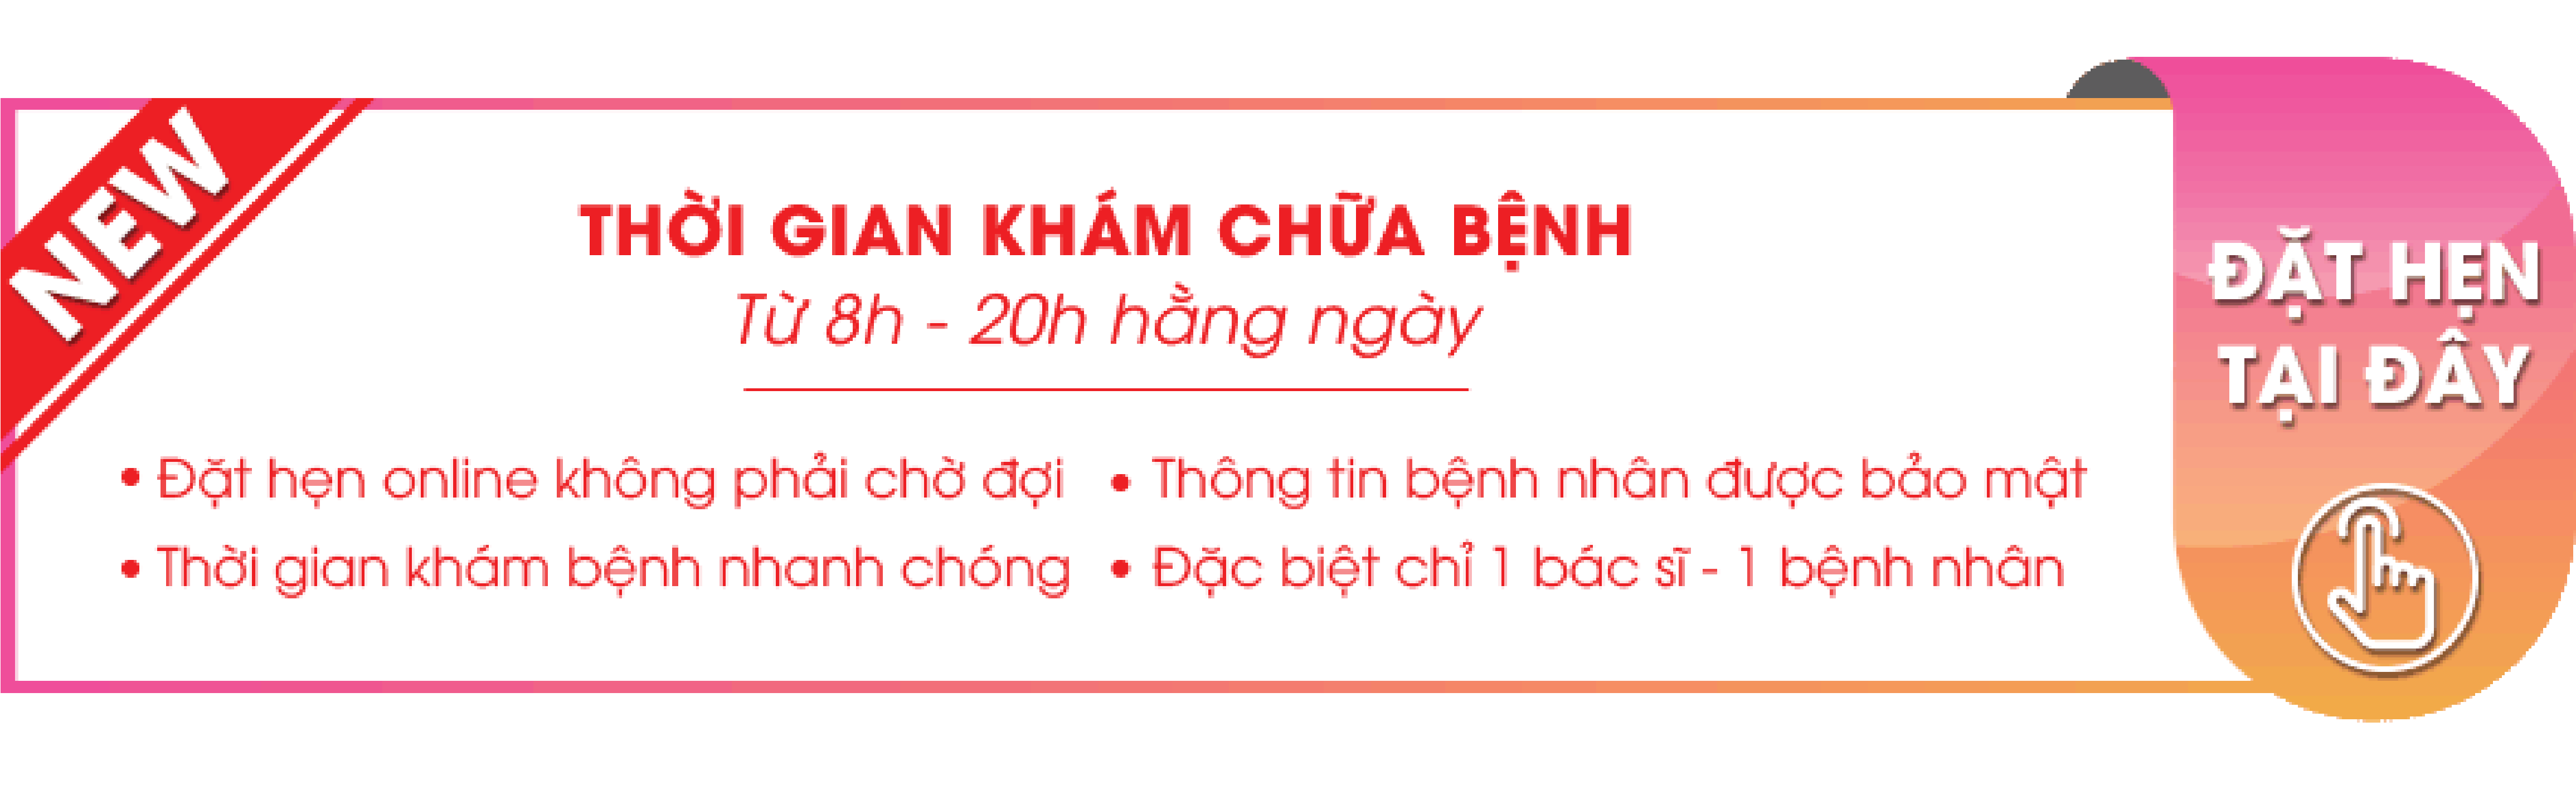 NEW
THỜI GIAN KHÁM CHỮA BỆNH
Từ 8h - 20h hằng ngày
• Đặt hẹn online không phải chờ đợi
• Thông tin bệnh nhân được bảo mật
• Thời gian khám bệnh nhanh chóng
• Đặc biệt chỉ 1 bác sĩ - 1 bệnh nhân
ĐẶT HẸN
TẠI ĐÂY